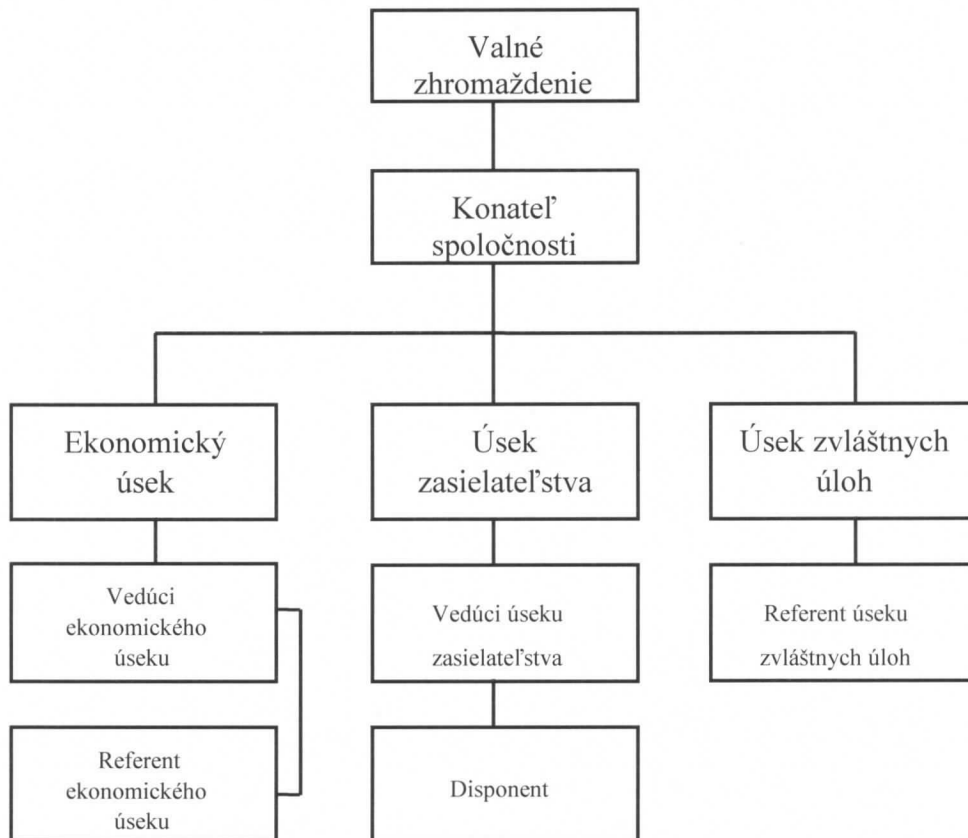 Valné
zhromaždenie
Konateľ
spoločnosti
Ekonomický
úsek
Úsek
zasielateľstva
Úsek zvláštnych
úloh
Vedúci
ekonomického
úseku
Vedúci úseku
zasielateľstva
Referent úseku
zvláštnych úloh
Referent
ekonomického
úseku
Disponent